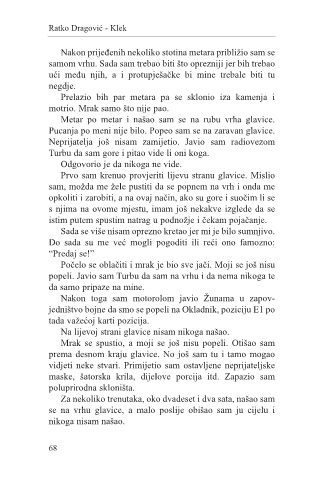 Ratko Dragović - Klek
Nakon prijeđenih nekoliko stotina metara približio sam se
samom vrhu. Sada sam trebao biti što oprezniji jer bih trebao
ući među njih, a i protupješačke bi mine trebale biti tu
negdje.
Prelazio bih par metara pa se sklonio iza kamenja i
motrio. Mrak samo što nije pao.
Metar po metar i našao sam se na rubu vrha glavice.
Pucanja po meni nije bilo. Popeo sam se na zaravan glavice.
Neprijatelja još nisam zamijetio. Javio sam radiovezom
Turbu da sam gore i pitao vide li oni koga.
Odgovorio je da nikoga ne vide.
Prvo sam krenuo provjeriti lijevu stranu glavice. Mislio
sam, možda me žele pustiti da se popnem na vrh i onda me
opkoliti i zarobiti, a na ovaj način, ako su gore i suočim li se
s njima na ovome mjestu, imam još nekakve izglede da se
istim putem spustim natrag u podnožje i čekam pojačanje.
Sada se više nisam oprezno kretao jer mi je bilo sumnjivo.
Do sada su me već mogli pogoditi ili reći ono famozno:
“Predaj se!”
Počelo se oblačiti i mrak je bio sve jači. Moji se još nisu
popeli. Javio sam Turbu da sam na vrhu i da nema nikoga te
da samo pripaze na mine.
Nakon toga sam motorolom javio Žunama u zapov-
jedništvo bojne da smo se popeli na Okladnik, poziciju E1 po
tada važećoj karti pozicija.
Na lijevoj strani glavice nisam nikoga našao.
Mrak se spustio, a moji se još nisu popeli. Otišao sam
prema desnom kraju glavice. No još sam tu i tamo mogao
vidjeti neke stvari. Primijetio sam ostavljene neprijateljske
maske, šatorska krila, dijelove porcija itd. Zapazio sam
poluprirodna skloništa.
Za nekoliko trenutaka, oko dvadeset i dva sata, našao sam
se na vrhu glavice, a malo poslije obišao sam ju cijelu i
nikoga nisam našao.
68